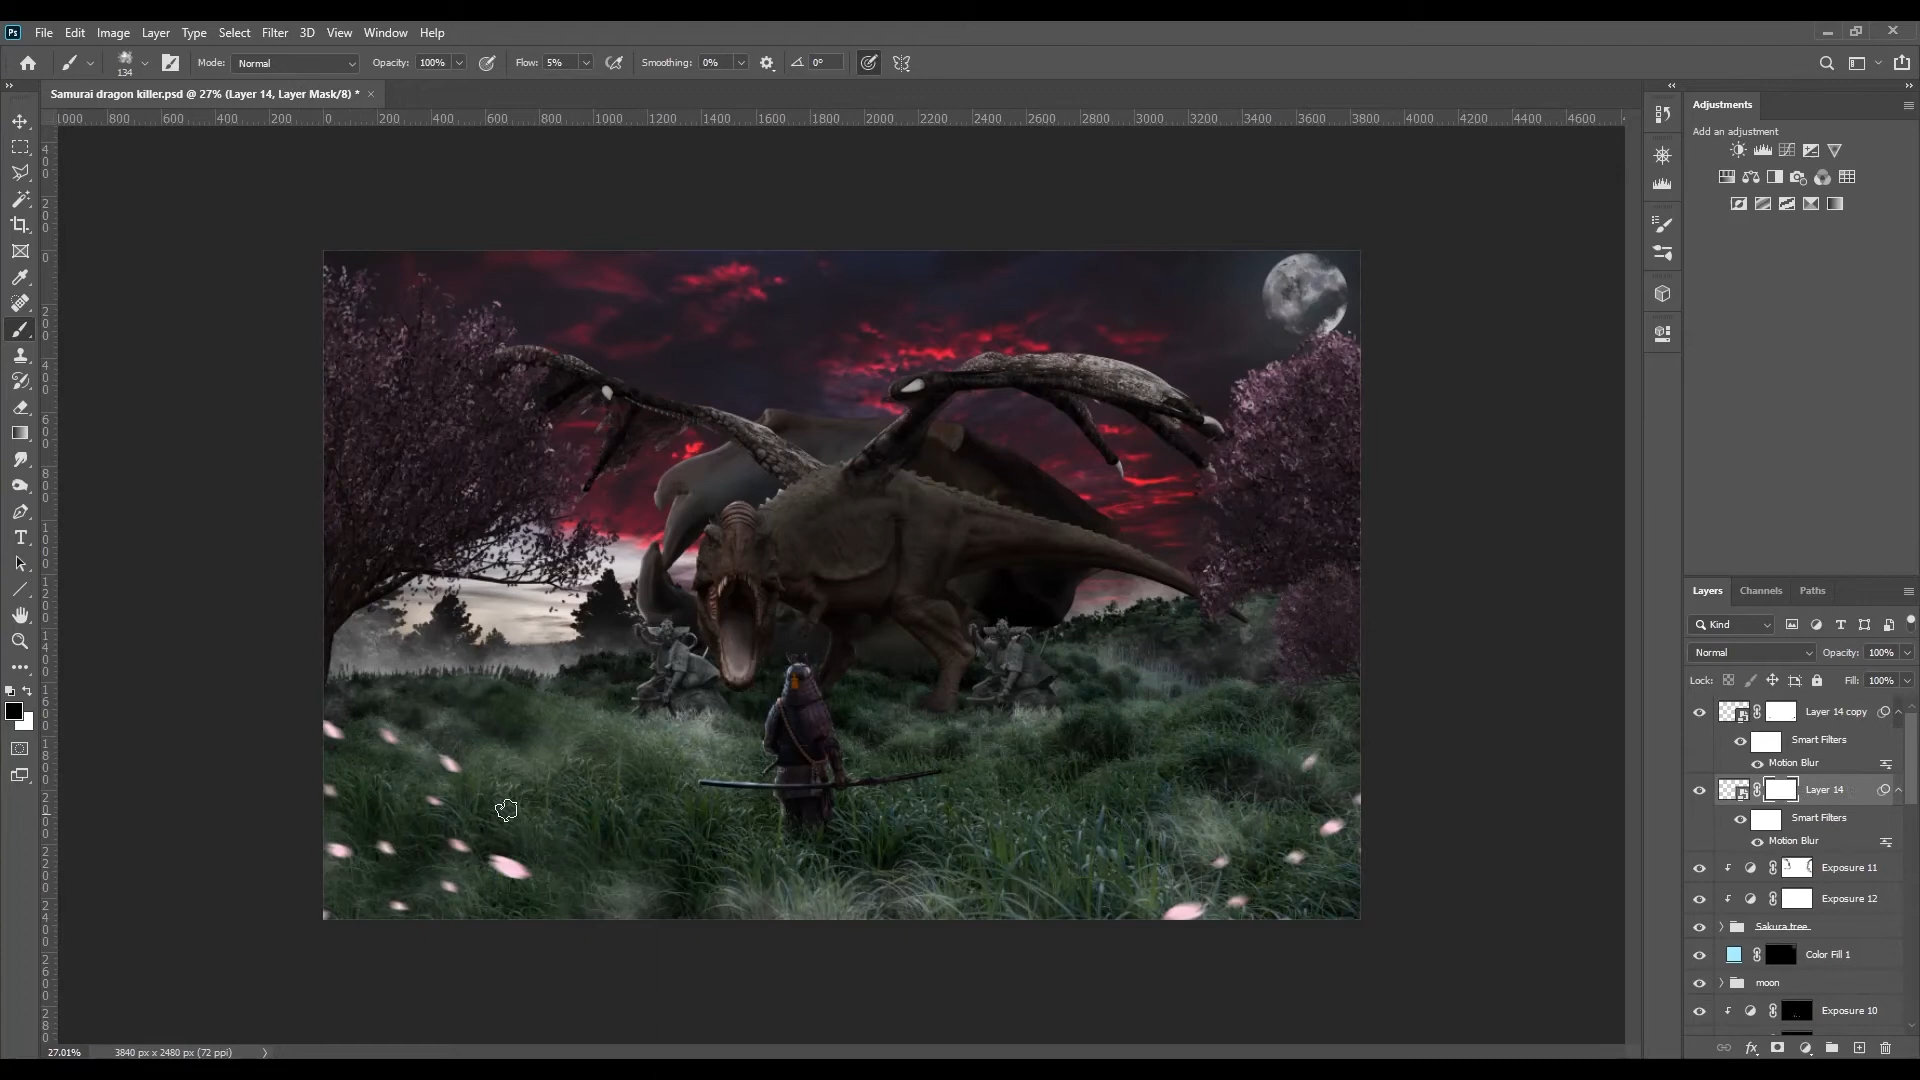 Ps File Edit Image Layer Type Select Filter 3D View Window Help
134 Mode: Normal Opacity: 100% Flow: 5% Smoothing: 0% 0°
Samurai dragon killer.psd @ 27% (Layer 14, Layer Mask/8) * ×
1000 800 600 400 200 0 200 400 600 800 1000 1200 1400 1600 1800 2000 2200 2400 2600 2800 3000 3200 3400 3600 3800 4000 4200 4400 4600
Adjustments
Add an adjustment
Layers Channels Paths
Kind
Normal Opacity: 100%
Lock: Fill: 100%
Layer 14 copy
Smart Filters
Motion Blur
Layer 14
Smart Filters
Motion Blur
Exposure 11
Exposure 12
Sakura tree
Color Fill 1
moon
Exposure 10
27.01% 3840 px x 2480 px (72 ppi)